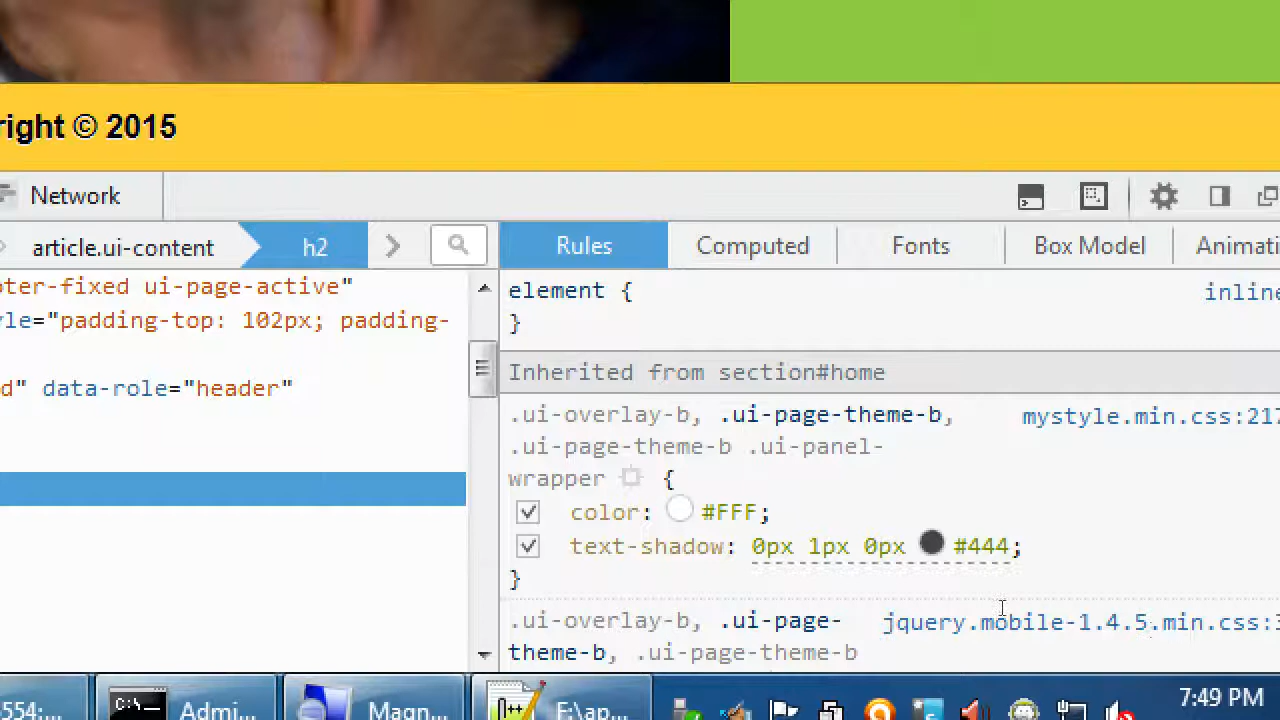 right © 2015
Network
article.ui-content h2 Rules Computed Fonts Box Model Animati
oter-fixed ui-page-active"
yle="padding-top: 102px; padding-
d" data-role="header"
element { inline
}
Inherited from section#home
.ui-overlay-b, .ui-page-theme-b, mystyle.min.css:217
.ui-page-theme-b .ui-panel-
wrapper {
color: #FFF;
text-shadow: 0px 1px 0px #444;
}
.ui-overlay-b, .ui-page- jquery.mobile-1.4.5.min.css:3
theme-b, .ui-page-theme-b
554:... C:\._ Admi... Magn... F:\ap... 7:49 PM